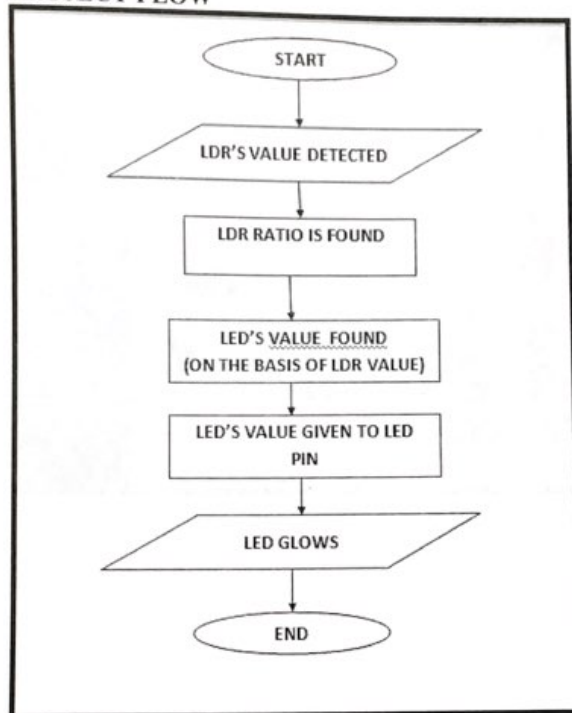 START
LDR'S VALUE DETECTED
LDR RATIO IS FOUND
LED'S VALUE FOUND
(ON THE BASIS OF LDR VALUE)
LED'S VALUE GIVEN TO LED
PIN
LED GLOWS
END